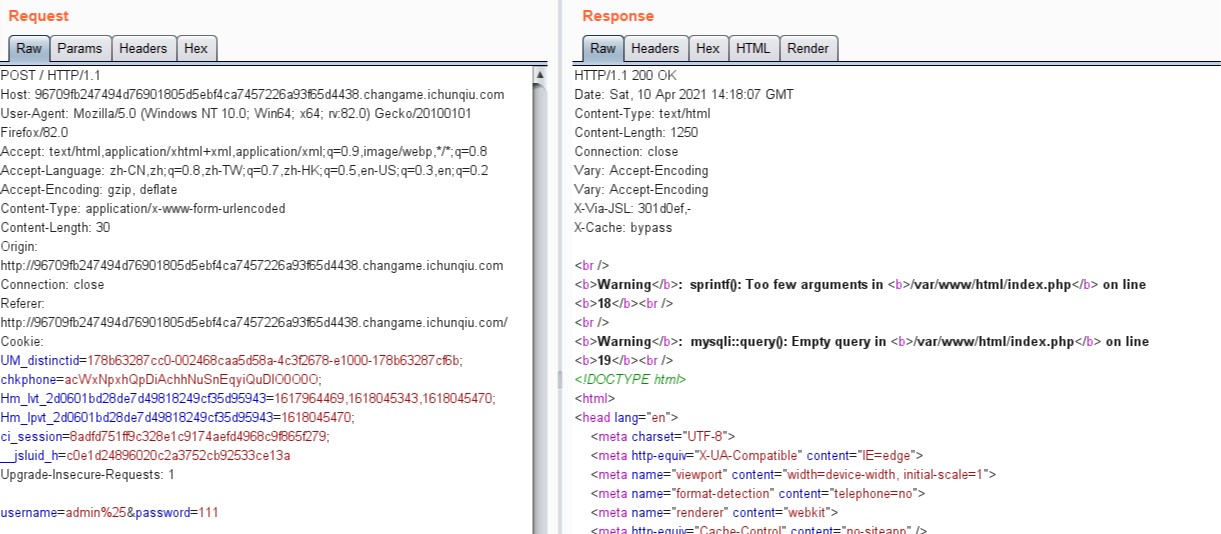 Request
Raw Params Headers Hex
POST / HTTP/1.1
Host: 96709fb247494d76901805d5ebf4ca7457226a93f65d4438.changame.ichunqiu.com
User-Agent: Mozilla/5.0 (Windows NT 10.0; Win64; x64; rv:82.0) Gecko/20100101
Firefox/82.0
Accept: text/html,application/xhtml+xml,application/xml;q=0.9,image/webp,*/*;q=0.8
Accept-Language: zh-CN,zh;q=0.8,zh-TW;q=0.7,zh-HK;q=0.5,en-US;q=0.3,en;q=0.2
Accept-Encoding: gzip, deflate
Content-Type: application/x-www-form-urlencoded
Content-Length: 30
Origin:
http://96709fb247494d76901805d5ebf4ca7457226a93f65d4438.changame.ichunqiu.com
Connection: close
Referer:
http://96709fb247494d76901805d5ebf4ca7457226a93f65d4438.changame.ichunqiu.com/
Cookie:
UM_distinctid=178b63287cc0-002468caa5d58a-4c3f2678-e1000-178b63287cf6b;
chkphone=acWxNpxhQpDiAchhNuSnEqyiQuDIO0O0O;
Hm_lvt_2d0601bd28de7d49818249cf35d95943=1617964469,1618045343,1618045470;
Hm_lpvt_2d0601bd28de7d49818249cf35d95943=1618045470;
ci_session=8adfd751ff9c328e1c9174aefd4968c9f865f279;
__jsluid_h=c0e1d24896020c2a3752cb92533ce13a
Upgrade-Insecure-Requests: 1
username=admin%25&password=111
Response
Raw Headers Hex HTML Render
HTTP/1.1 200 OK
Date: Sat, 10 Apr 2021 14:18:07 GMT
Content-Type: text/html
Content-Length: 1250
Connection: close
Vary: Accept-Encoding
Vary: Accept-Encoding
X-Via-JSL: 301d0ef,-
X-Cache: bypass
<br />
<b>Warning</b>:  sprintf(): Too few arguments in <b>/var/www/html/index.php</b> on line
<b>18</b><br />
<br />
<b>Warning</b>:  mysqli::query(): Empty query in <b>/var/www/html/index.php</b> on line
<b>19</b><br />
<!DOCTYPE html>
<html>
<head lang="en">
<meta charset="UTF-8">
<meta http-equiv="X-UA-Compatible" content="IE=edge">
<meta name="viewport" content="width=device-width, initial-scale=1">
<meta name="format-detection" content="telephone=no">
<meta name="renderer" content="webkit">
<meta http-equiv="Cache-Control" content="no-siteapp" />